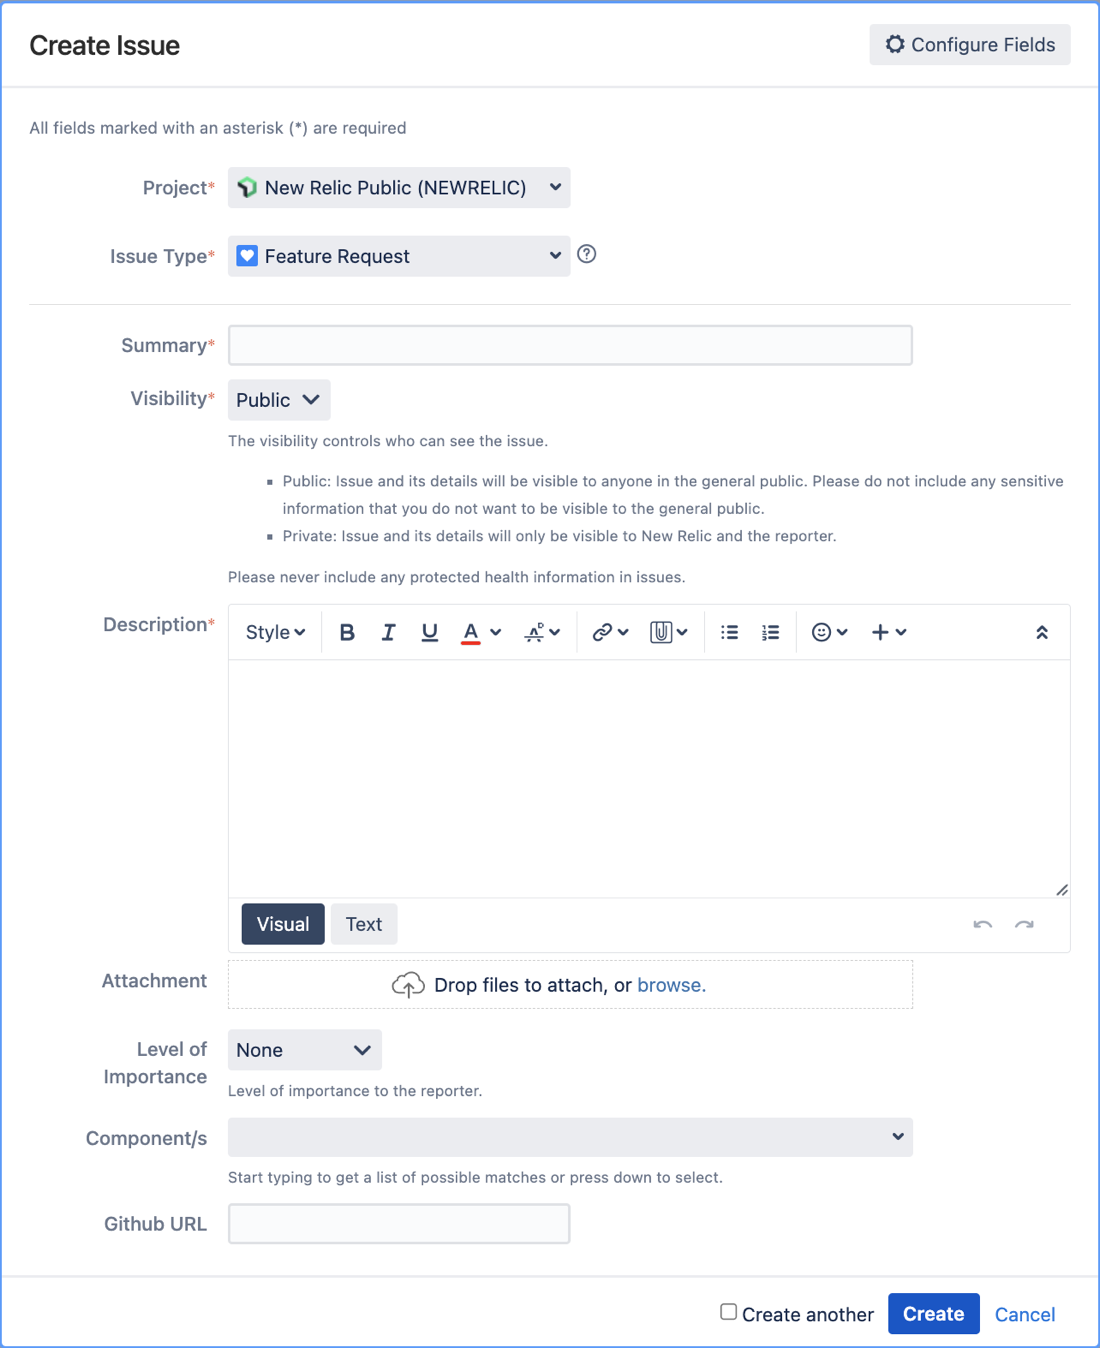 Create Issue
Configure Fields
All fields marked with an asterisk (*) are required
Project*
New Relic Public (NEWRELIC)
Issue Type*
Feature Request
Summary*
Visibility*
Public
The visibility controls who can see the issue.
Public: Issue and its details will be visible to anyone in the general public. Please do not include any sensitive
information that you do not want to be visible to the general public.
Private: Issue and its details will only be visible to New Relic and the reporter.
Please never include any protected health information in issues.
Description*
Style
B I U A
Visual
Text
Attachment
Drop files to attach, or browse.
Level of
Importance
None
Level of importance to the reporter.
Component/s
Start typing to get a list of possible matches or press down to select.
Github URL
Create another
Create
Cancel